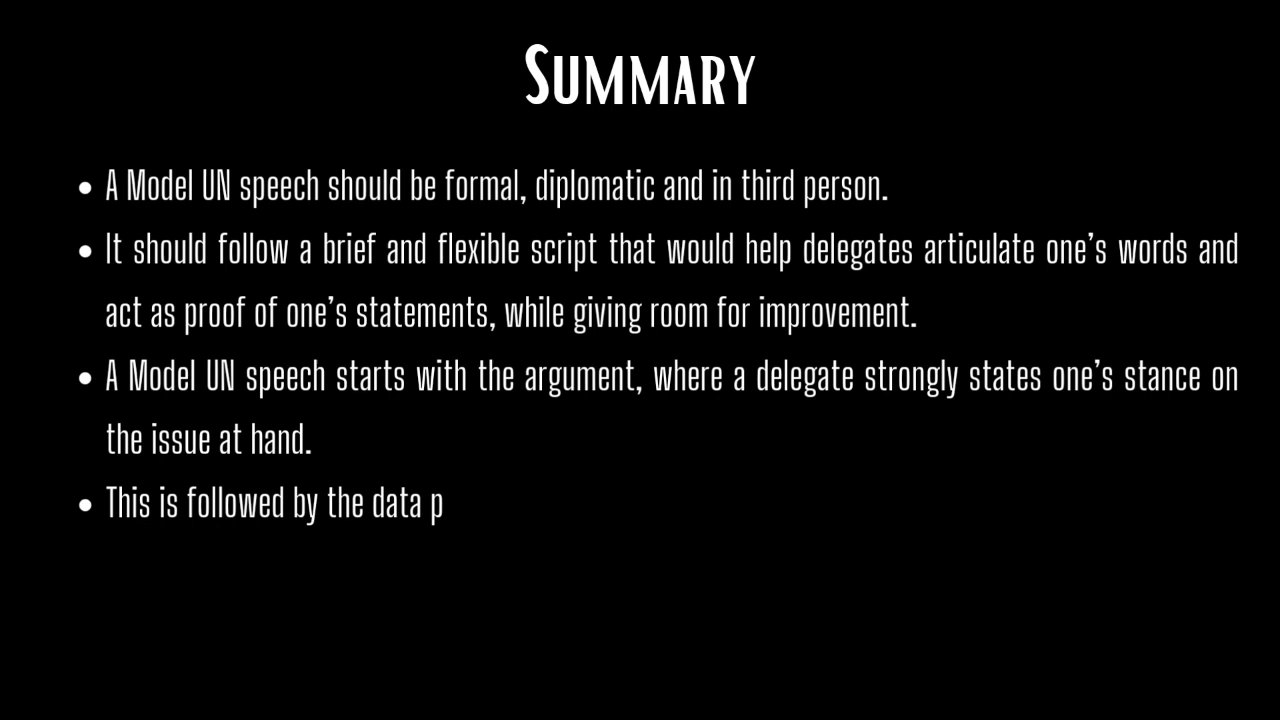 Summary
• A Model UN speech should be formal, diplomatic and in third person.
• It should follow a brief and flexible script that would help delegates articulate one’s words and
act as proof of one’s statements, while giving room for improvement.
• A Model UN speech starts with the argument, where a delegate strongly states one’s stance on
the issue at hand.
• This is followed by the data p